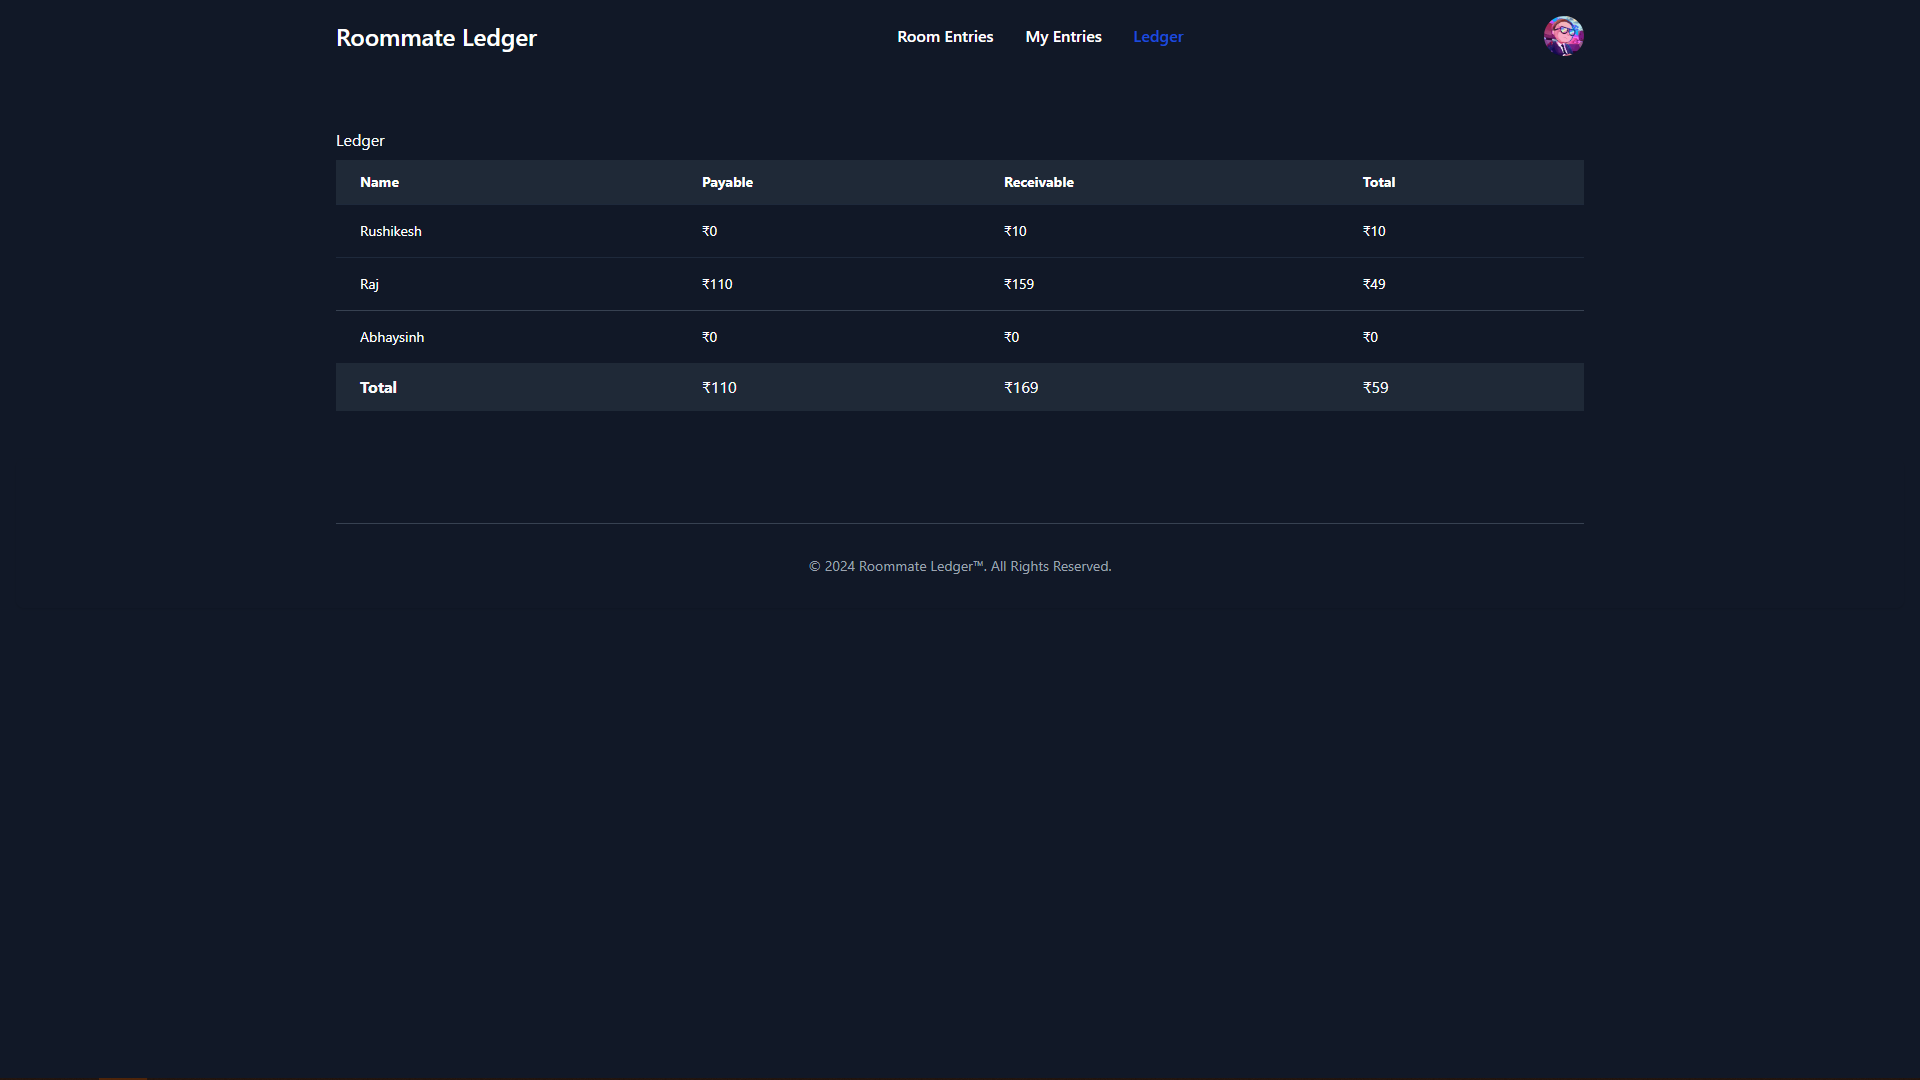 Roommate Ledger
Room Entries My Entries Ledger
Ledger
Name Payable Receivable Total
Rushikesh ₹0 ₹10 ₹10
Raj ₹110 ₹159 ₹49
Abhaysinh ₹0 ₹0 ₹0
Total ₹110 ₹169 ₹59
© 2024 Roommate Ledger™. All Rights Reserved.